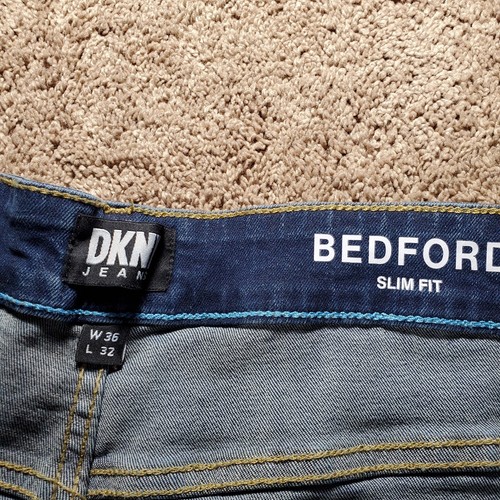 DKN
JEAN
BEDFORD
SLIM FIT
W 36
L 32